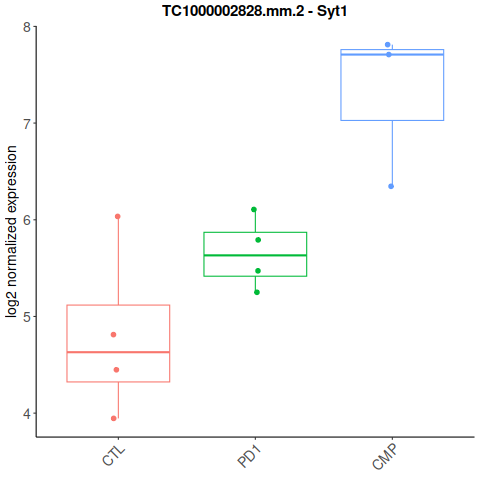 TC1000002828.mm.2 - Syt1
log2 normalized expression
8
7
6
5
4
CTL
PD1
CMP